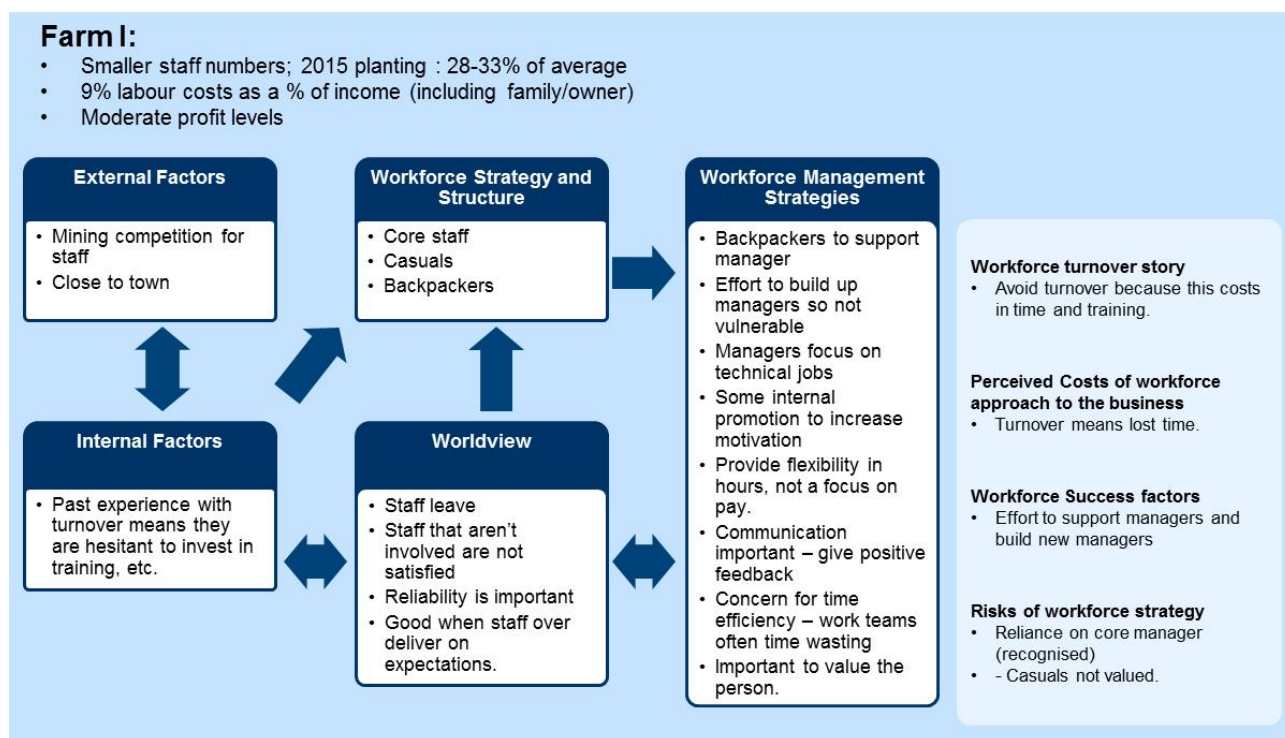 Farm I:
• Smaller staff numbers; 2015 planting : 28-33% of average
• 9% labour costs as a % of income (including family/owner)
• Moderate profit levels
External Factors
• Mining competition for
staff
• Close to town
Workforce Strategy and
Structure
• Core staff
• Casuals
• Backpackers
Workforce Management
Strategies
• Backpackers to support
manager
• Effort to build up
managers so not
vulnerable
• Managers focus on
technical jobs
• Some internal
promotion to increase
motivation
• Provide flexibility in
hours, not a focus on
pay.
• Communication
important – give positive
feedback
• Concern for time
efficiency – work teams
often time wasting
• Important to value the
person.
Internal Factors
• Past experience with
turnover means they
are hesitant to invest in
training, etc.
Worldview
• Staff leave
• Staff that aren't
involved are not
satisfied
• Reliability is important
• Good when staff over
deliver on
expectations.
Workforce turnover story
• Avoid turnover because this costs
in time and training.
Perceived Costs of workforce
approach to the business
• Turnover means lost time.
Workforce Success factors
• Effort to support managers and
build new managers
Risks of workforce strategy
• Reliance on core manager
(recognised)
• - Casuals not valued.